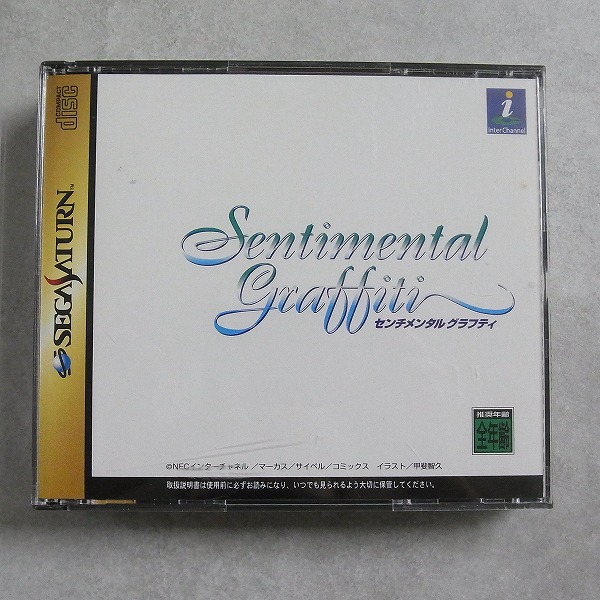 COMPACT
disc
SEGA SATURN™
i
Inter Channel
Sentimental
Graffiti
センチメンタル グラフティ
推奨年齢
全年齢
©NECインターチャネル／マーカス／サイベル／コミックス イラスト／甲斐智久
取扱説明書は使用前に必ずお読みになり、いつでも見られるよう大切に保管してください。